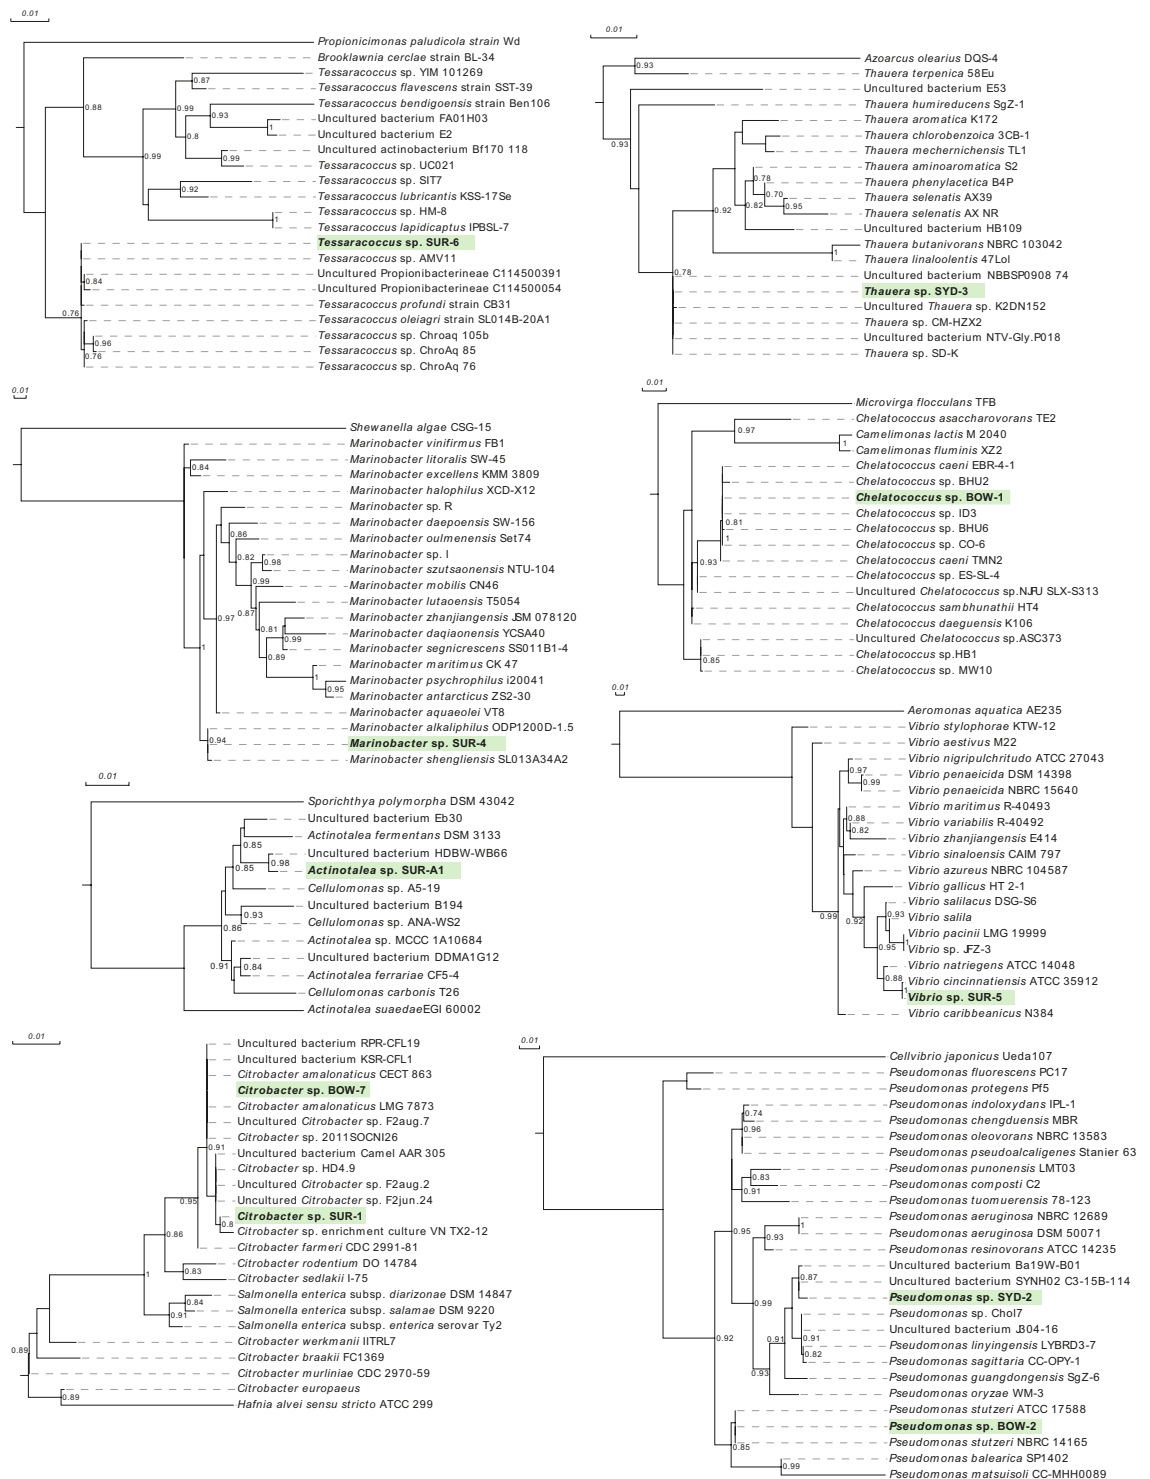 0.01
Propionicimonas paludicola strain Wd
Brooklawnia cerclae strain BL-34
0.87
Tessaracoccus sp. YIM 101269
Tessaracoccus flavescens strain SST-39
0.88
0.99
0.93
Tessaracoccus bendigoensis strain Ben106
Uncultured bacterium FA01H03
0.8
1
Uncultured bacterium E2
Uncultured actinobacterium Bf170 118
0.99
0.99
Tessaracoccus sp. UC021
Tessaracoccus sp. SIT7
0.92
Tessaracoccus lubricantis KSS-17Se
Tessaracoccus sp. HM-8
1
Tessaracoccus lapidicaptus IPBSL-7
Tessaracoccus sp. SUR-6
Tessaracoccus sp. AMV11
Uncultured Propionibacterineae C114500391
0.84
Uncultured Propionibacterineae C114500054
Tessaracoccus profundi strain CB31
0.76
Tessaracoccus oleiagri strain SL014B-20A1
Tessaracoccus sp. Chroaq 105b
0.96
Tessaracoccus sp. ChroAq 85
0.76
Tessaracoccus sp. ChroAq 76
0.01
Azoarcus olearius DQS-4
0.93
Thauera terpenica 58Eu
Uncultured bacterium E53
Thauera humireducens SgZ-1
Thauera aromatica K172
Thauera chlorobenzoica 3CB-1
0.93
Thauera mechernichensis TL1
Thauera aminoaromatica S2
0.78
Thauera phenylacetica B4P
0.70
Thauera selenatis AX39
0.92
0.82
0.95
Thauera selenatis AX NR
Uncultured bacterium HB109
Thauera butanivorans NBRC 103042
1
Thauera linaloolentis 47Lol
0.78
Uncultured bacterium NBBSP0908 74
Thauera sp. SYD-3
Uncultured Thauera sp. K2DN152
Thauera sp. CM-HZX2
Uncultured bacterium NTV-Gly.P018
Thauera sp. SD-K
0.01
Shewanella algae CSG-15
Marinobacter vinifirmus FB1
Marinobacter litoralis SW-45
0.84
Marinobacter excellens KMM 3809
Marinobacter halophilus XCD-X12
Marinobacter sp. R
Marinobacter daepoensis SW-156
0.86
Marinobacter oulmenensis Set74
0.82
Marinobacter sp. I
0.98
Marinobacter szutsaonensis NTU-104
0.99
Marinobacter mobilis CN46
Marinobacter lutaoensis T5054
0.97
0.87
Marinobacter zhanjiangensis JSM 078120
0.81
Marinobacter daqiaonensis YCSA40
0.99
Marinobacter segnicrescens SS011B1-4
1
0.89
Marinobacter maritimus CK 47
1
Marinobacter psychrophilus i20041
0.95
Marinobacter antarcticus ZS2-30
Marinobacter aquaeolei VT8
Marinobacter alkaliphilus ODP1200D-1.5
0.94
Marinobacter sp. SUR-4
Marinobacter shengliensis SL013A34A2
0.01
Microvirga flocculans TFB
Chelatococcus asaccharovorans TE2
0.97
Camelimonas lactis M 2040
1
Camelimonas fluminis XZ2
Chelatococcus caeni EBR-4-1
Chelatococcus sp. BHU2
Chelatococcus sp. BOW-1
Chelatococcus sp. ID3
0.81
Chelatococcus sp. BHU6
1
Chelatococcus sp. CO-6
0.93
Chelatococcus caeni TMN2
Chelatococcus sp. ES-SL-4
Uncultured Chelatococcus sp.NJFU SLX-S313
Chelatococcus sambhunathii HT4
Chelatococcus daeguensis K106
Uncultured Chelatococcus sp.ASC373
0.85
Chelatococcus sp.HB1
Chelatococcus sp. MW10
0.01
Aeromonas aquatica AE235
Vibrio stylophorae KTW-12
Vibrio aestivus M22
Vibrio nigripulchritudo ATCC 27043
0.97
Vibrio penaeicida DSM 14398
0.99
Vibrio penaeicida NBRC 15640
Vibrio maritimus R-40493
0.88
Vibrio variabilis R-40492
0.82
Vibrio zhanjiangensis E414
Vibrio sinaloensis CAIM 797
Vibrio azureus NBRC 104587
Vibrio gallicus HT 2-1
Vibrio salilacus DSG-S6
0.99
0.92
0.93
Vibrio salila
Vibrio pacinii LMG 19999
0.95
1
Vibrio sp. JFZ-3
Vibrio natriegens ATCC 14048
0.88
Vibrio cincinnatiensis ATCC 35912
1
Vibrio sp. SUR-5
Vibrio caribbeanicus N384
0.01
Sporichthya polymorpha DSM 43042
Uncultured bacterium Eb30
Actinotalea fermentans DSM 3133
0.85
Uncultured bacterium HDBW-WB66
0.85
0.98
Actinotalea sp. SUR-A1
Cellulomonas sp. A5-19
Uncultured bacterium B194
0.93
0.86
Cellulomonas sp. ANA-WS2
Actinotalea sp. MCCC 1A10684
Uncultured bacterium DDMA1G12
0.91
0.84
Actinotalea ferrariae CF5-4
Cellulomonas carbonis T26
Actinotalea suaedaeEGI 60002
0.01
Uncultured bacterium RPR-CFL19
Uncultured bacterium KSR-CFL1
Citrobacter amalonaticus CECT 863
Citrobacter sp. BOW-7
Citrobacter amalonaticus LMG 7873
Uncultured Citrobacter sp. F2aug.7
Citrobacter sp. 2011SOCNI26
0.91
Uncultured bacterium Camel AAR 305
Citrobacter sp. HD4.9
Uncultured Citrobacter sp. F2aug.2
0.95
Uncultured Citrobacter sp. F2jun.24
Citrobacter sp. SUR-1
0.8
Citrobacter sp. enrichment culture VN TX2-12
0.86
Citrobacter farmeri CDC 2991-81
Citrobacter rodentium DO 14784
1
0.83
Citrobacter sedlakii I-75
Salmonella enterica subsp. diarizonae DSM 14847
0.84
Salmonella enterica subsp. salamae DSM 9220
0.91
Salmonella enterica subsp. enterica serovar Ty2
Citrobacter werkmanii IITRL7
0.89
Citrobacter braakii FC1369
Citrobacter murliniae CDC 2970-59
Citrobacter europaeus
0.89
Hafnia alvei sensu stricto ATCC 299
0.01
Cellvibrio japonicus Ueda107
Pseudomonas fluorescens PC17
Pseudomonas protegens Pf5
Pseudomonas indoloxydans IPL-1
0.74
Pseudomonas chengduensis MBR
0.96
Pseudomonas oleovorans NBRC 13583
Pseudomonas pseudoalcaligenes Stanier 63
Pseudomonas punonensis LMT03
0.83
Pseudomonas composti C2
0.91
Pseudomonas tuomuerensis 78-123
Pseudomonas aeruginosa NBRC 12689
0.95
1
Pseudomonas aeruginosa DSM 50071
0.93
Pseudomonas resinovorans ATCC 14235
Uncultured bacterium Ba19W-B01
0.87
Uncultured bacterium SYNH02 C3-15B-114
Pseudomonas sp. SYD-2
0.99
Pseudomonas sp. Chol7
Uncultured bacterium J304-16
0.92
0.91
0.91
Pseudomonas linyingensis LYBRD3-7
0.82
Pseudomonas sagittaria CC-OPY-1
0.93
Pseudomonas guangdongensis SgZ-6
Pseudomonas oryzae WM-3
Pseudomonas stutzeri ATCC 17588
Pseudomonas sp. BOW-2
0.85
Pseudomonas stutzeri NBRC 14165
Pseudomonas balearica SP1402
0.99
Pseudomonas matsuisoli CC-MHH0089